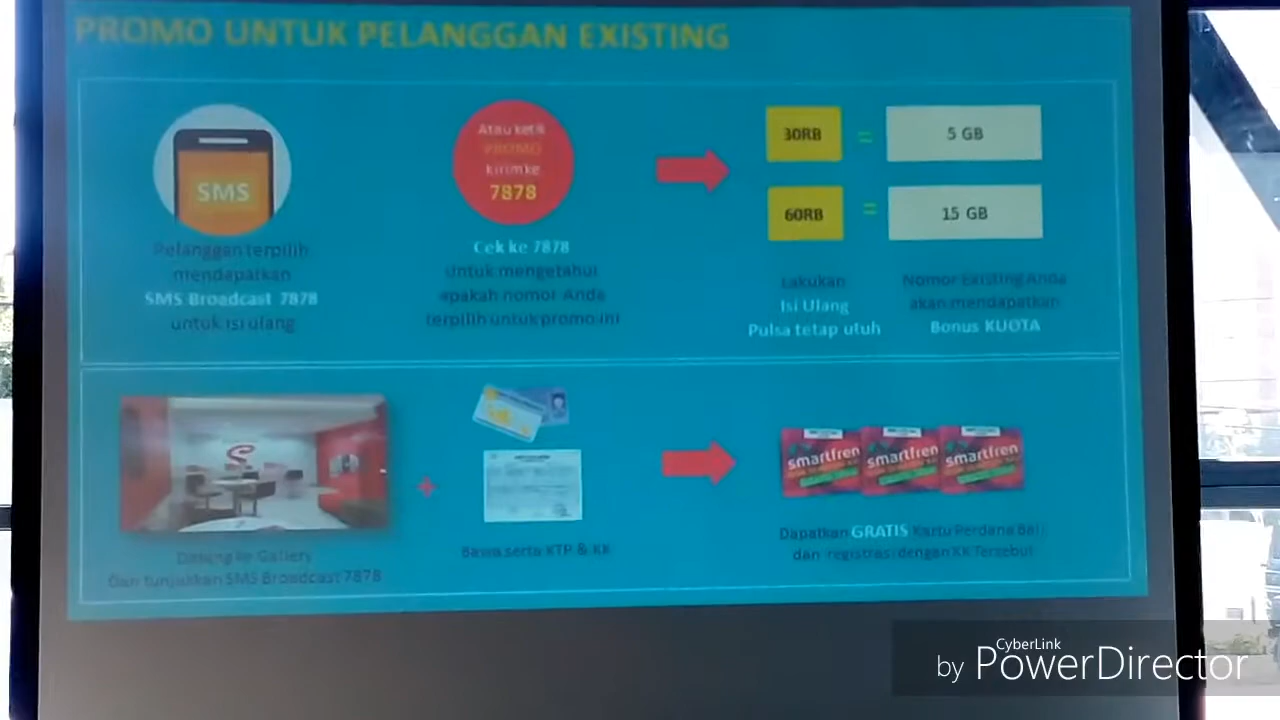 PROMO UNTUK PELANGGAN EXISTING
SMS
Pelanggan terpilih
mendapatkan
SMS Broadcast 7878
untuk isi ulang
Atau ketik
PROMO
kirim ke
7878
Cek ke 7878
untuk mengetahui
apakah nomor Anda
terpilih untuk promo ini
30RB = 5 GB
60RB = 15 GB
Lakukan
Isi Ulang
Pulsa tetap utuh
Nomor Existing Anda
akan mendapatkan
Bonus KUOTA
Datang ke Gallery
Dan tunjukkan SMS Broadcast 7878
+
Bawa serta KTP & KK
smartfren
smartfren
smartfren
Dapatkan GRATIS Kartu Perdana
dan registrasi dengan KK Tersebut
CyberLink
by PowerDirector